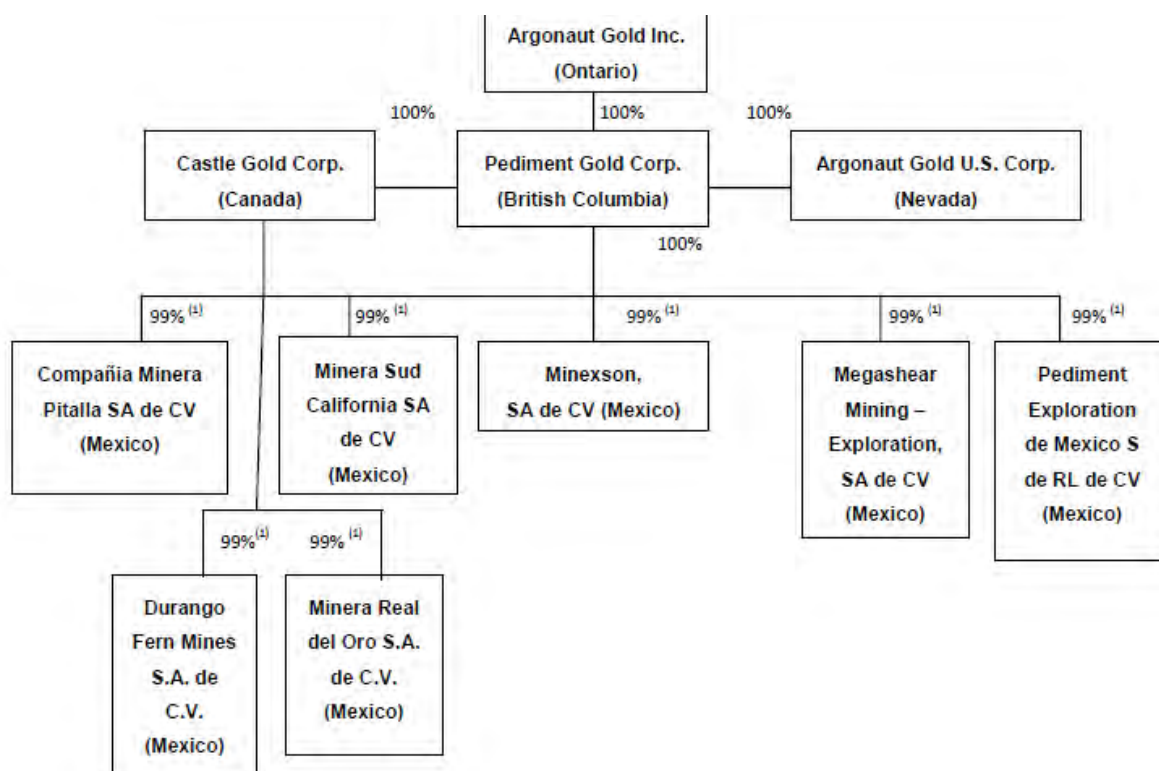 Argonaut Gold Inc.
(Ontario)
100%
100%
100%
Castle Gold Corp.
(Canada)
Pediment Gold Corp.
(British Columbia)
Argonaut Gold U.S. Corp.
(Nevada)
100%
99% (1)
99% (1)
99% (1)
99% (1)
99% (1)
Compañia Minera
Pitalla SA de CV
(Mexico)
Minera Sud
California SA
de CV
(Mexico)
Minexson,
SA de CV (Mexico)
Megashear
Mining –
Exploration,
SA de CV
(Mexico)
Pediment
Exploration
de Mexico S
de RL de CV
(Mexico)
99% (1)
99% (1)
Durango
Fern Mines
S.A. de
C.V.
(Mexico)
Minera Real
del Oro S.A.
de C.V.
(Mexico)